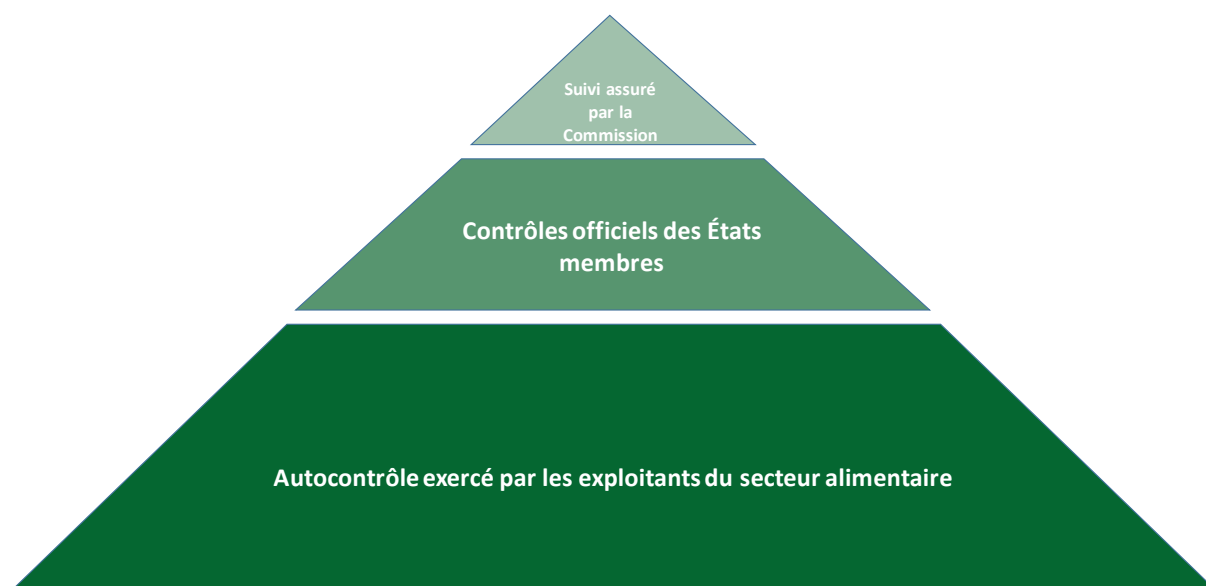 Suivi assuré
par la
Commission
Contrôles officiels des États
membres
Autocontrôle exercé par les exploitants du secteur alimentaire